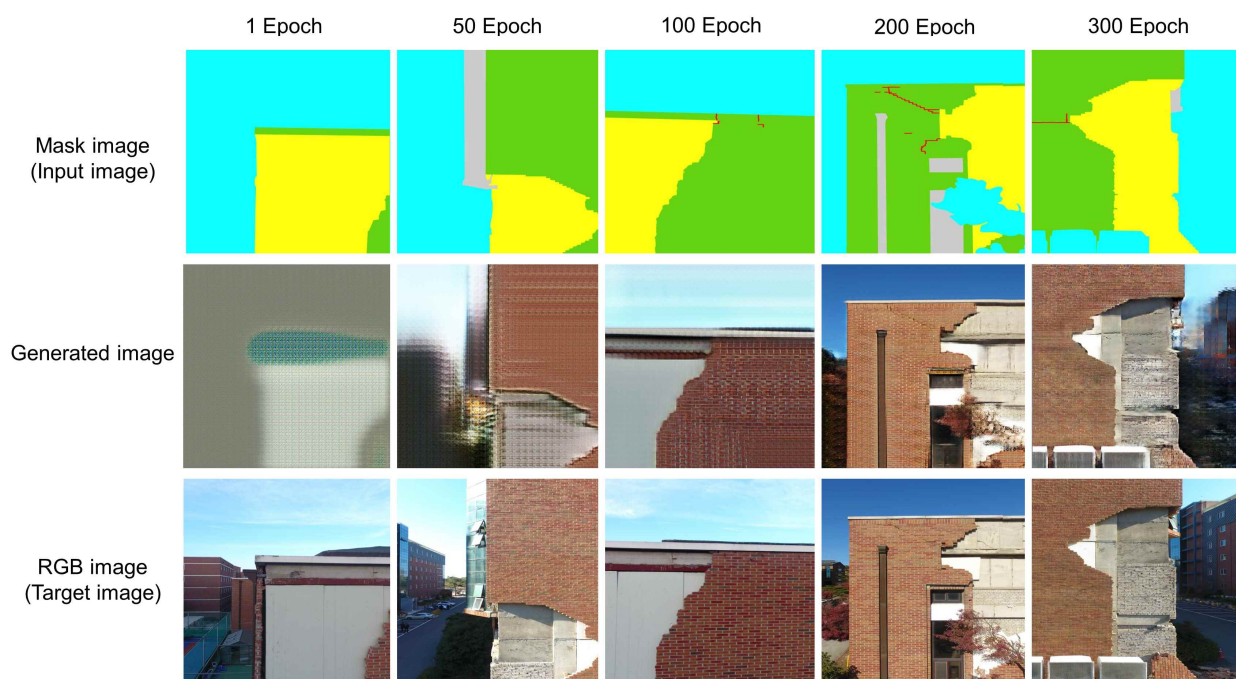 1 Epoch
50 Epoch
100 Epoch
200 Epoch
300 Epoch
Mask image
(Input image)
Generated image
RGB image
(Target image)